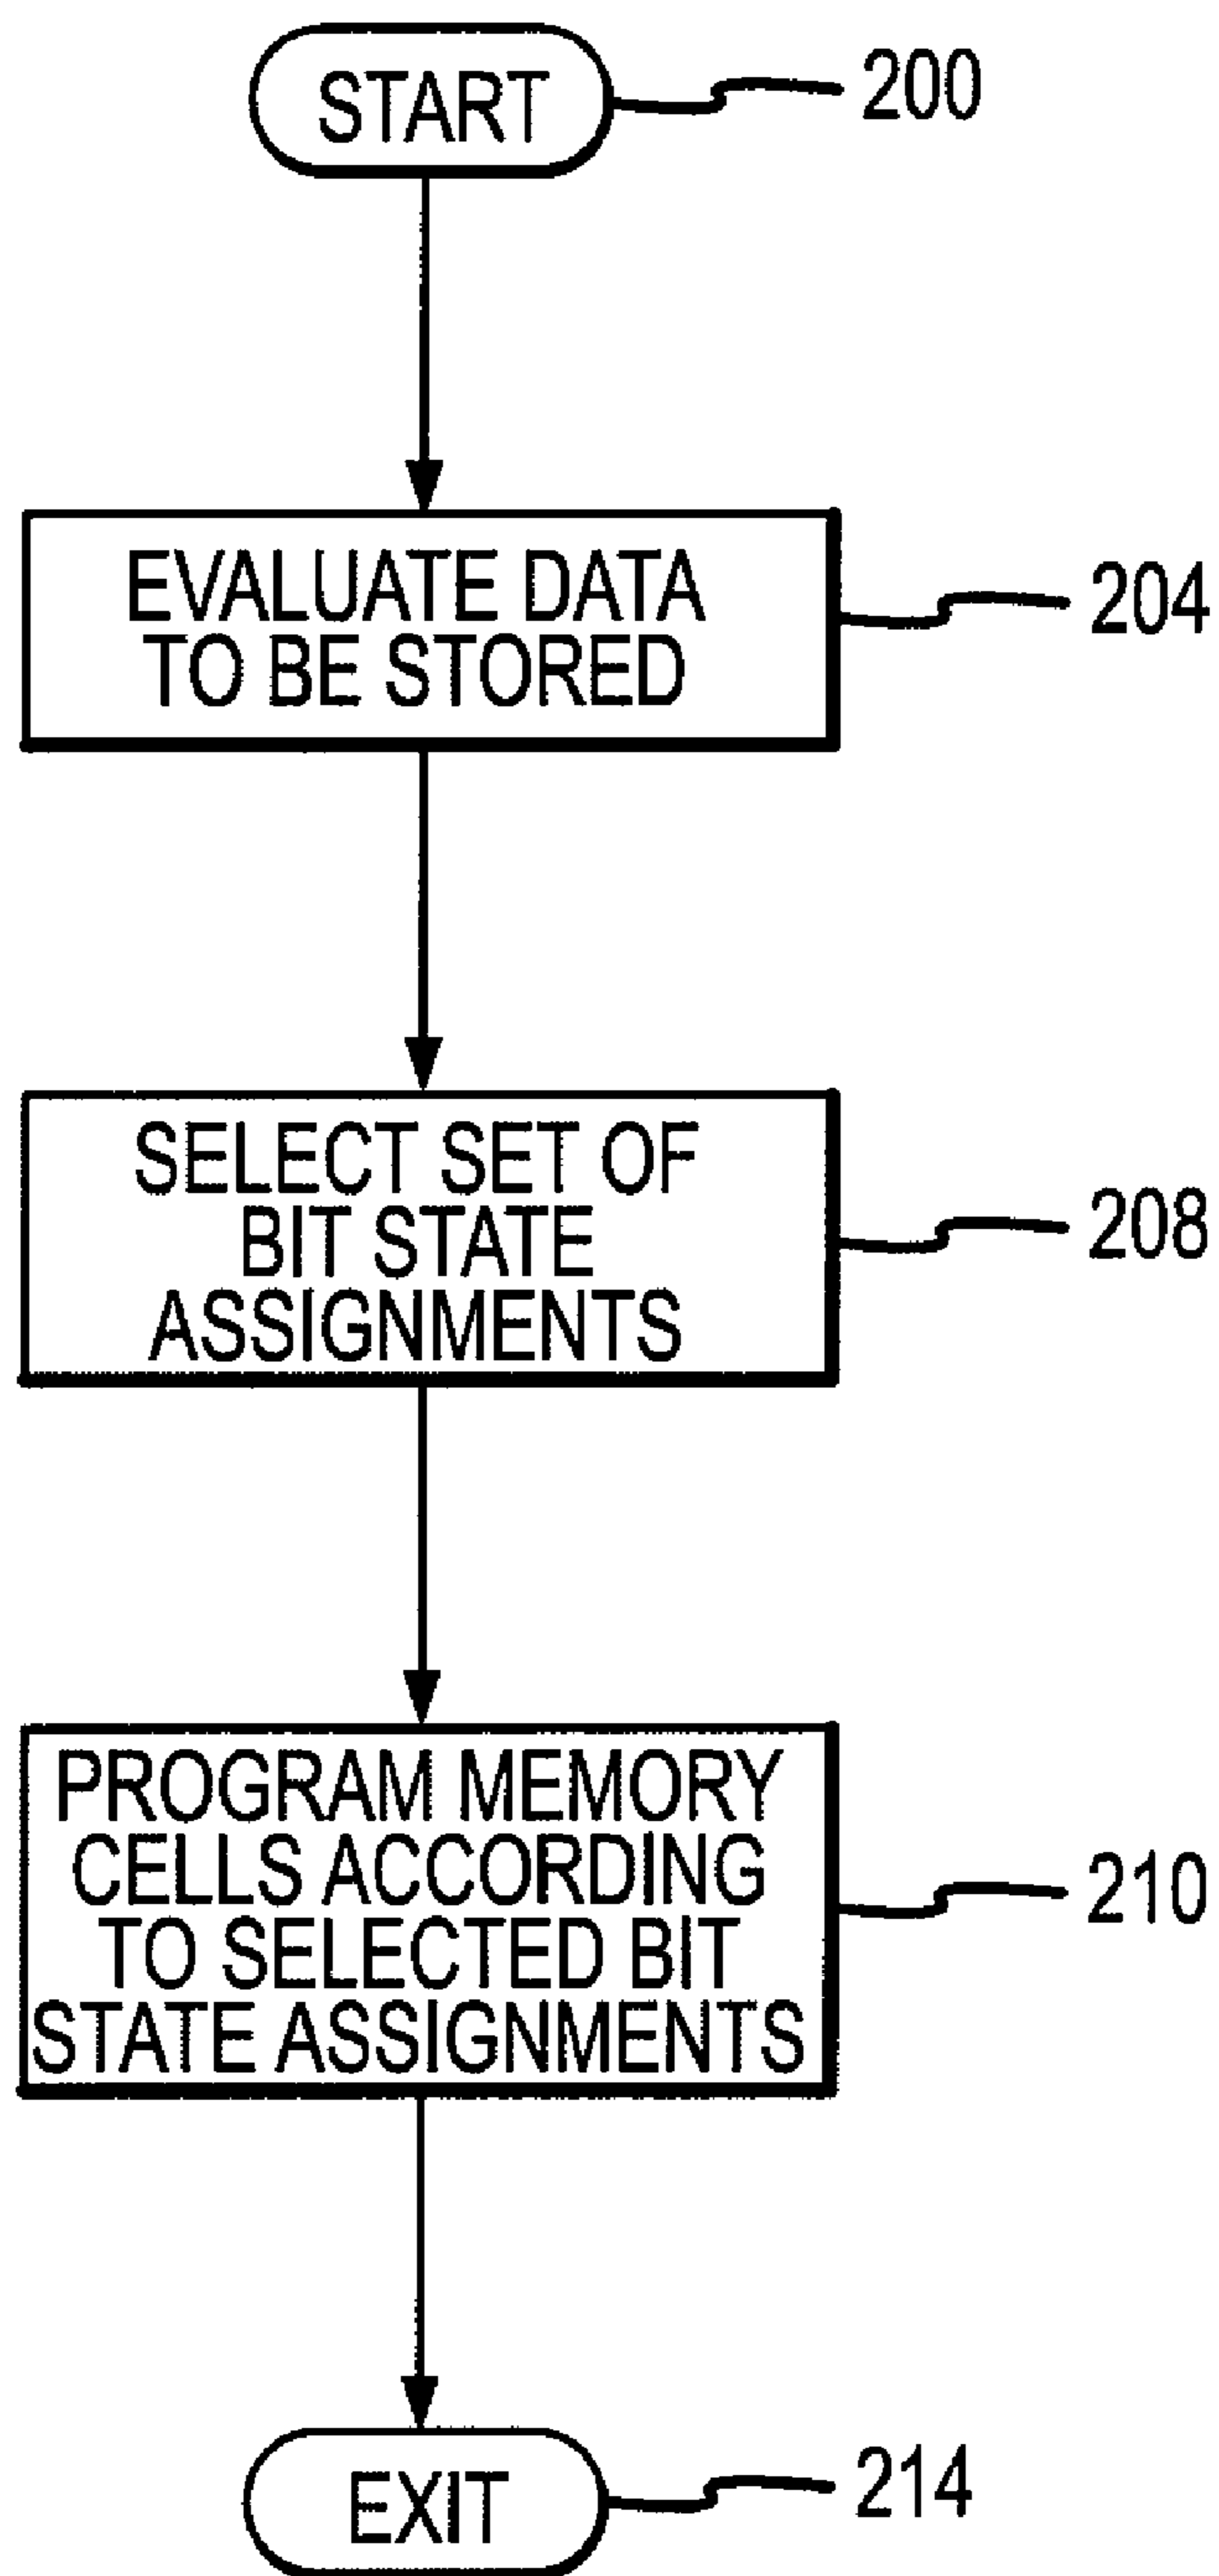 START
200
EVALUATE DATA
TO BE STORED
204
SELECT SET OF
BIT STATE
ASSIGNMENTS
208
PROGRAM MEMORY
CELLS ACCORDING
TO SELECTED BIT
STATE ASSIGNMENTS
210
EXIT
214